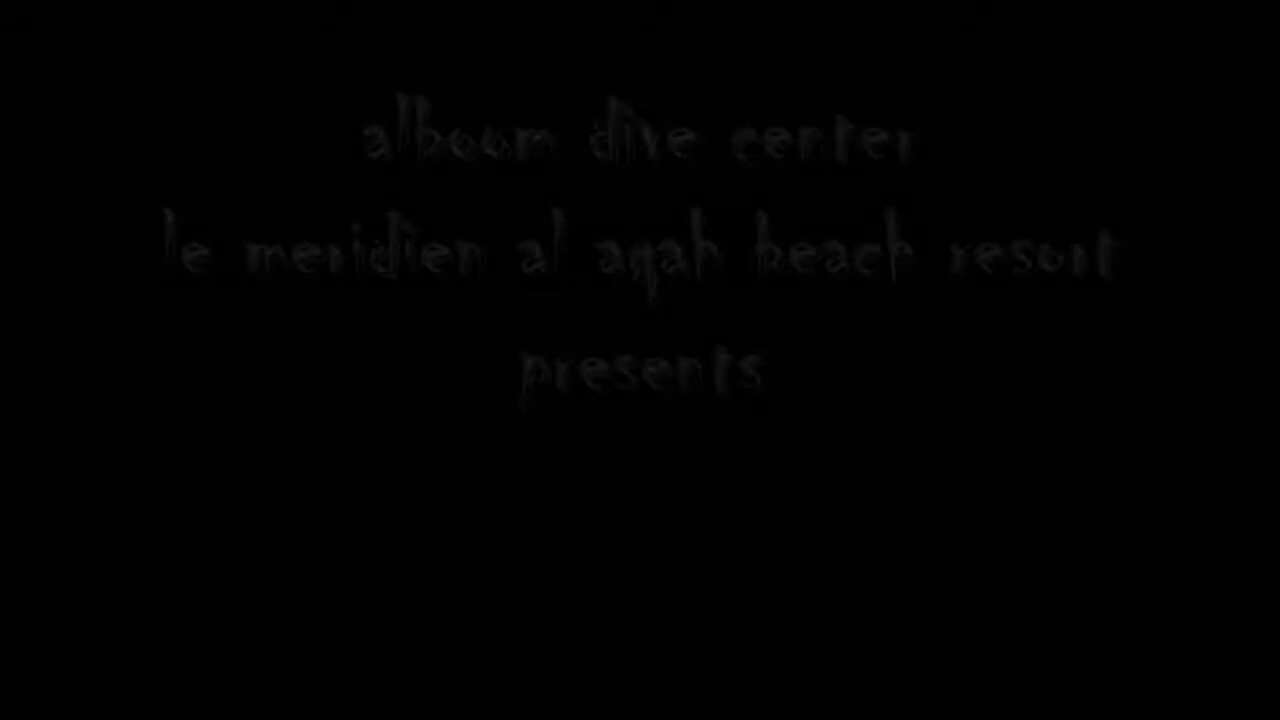 alboom dive center
le meridien al aqah beach resort
presents